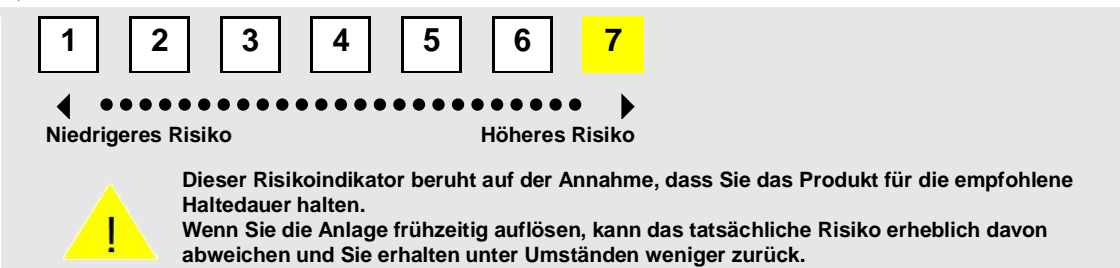 1 2 3 4 5 6 7
Niedrigeres Risiko Höheres Risiko
Dieser Risikoindikator beruht auf der Annahme, dass Sie das Produkt für die empfohlene
Haltedauer halten.
! Wenn Sie die Anlage frühzeitig auflösen, kann das tatsächliche Risiko erheblich davon
abweichen und Sie erhalten unter Umständen weniger zurück.